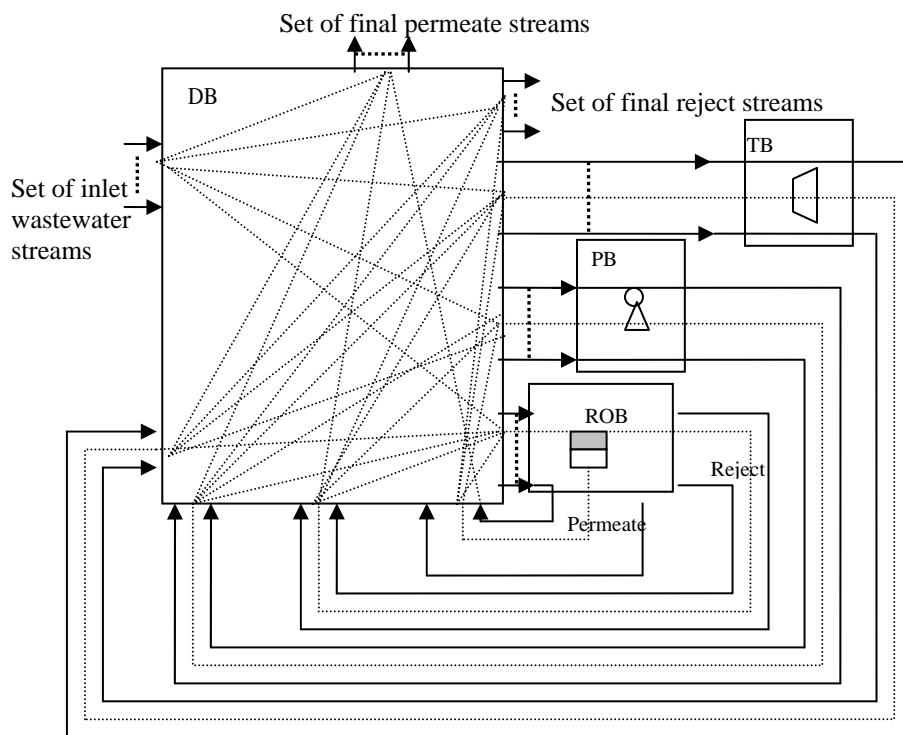 Set of final permeate streams
DB
Set of final reject streams
TB
Set of inlet
wastewater
streams
PB
ROB
Reject
Permeate